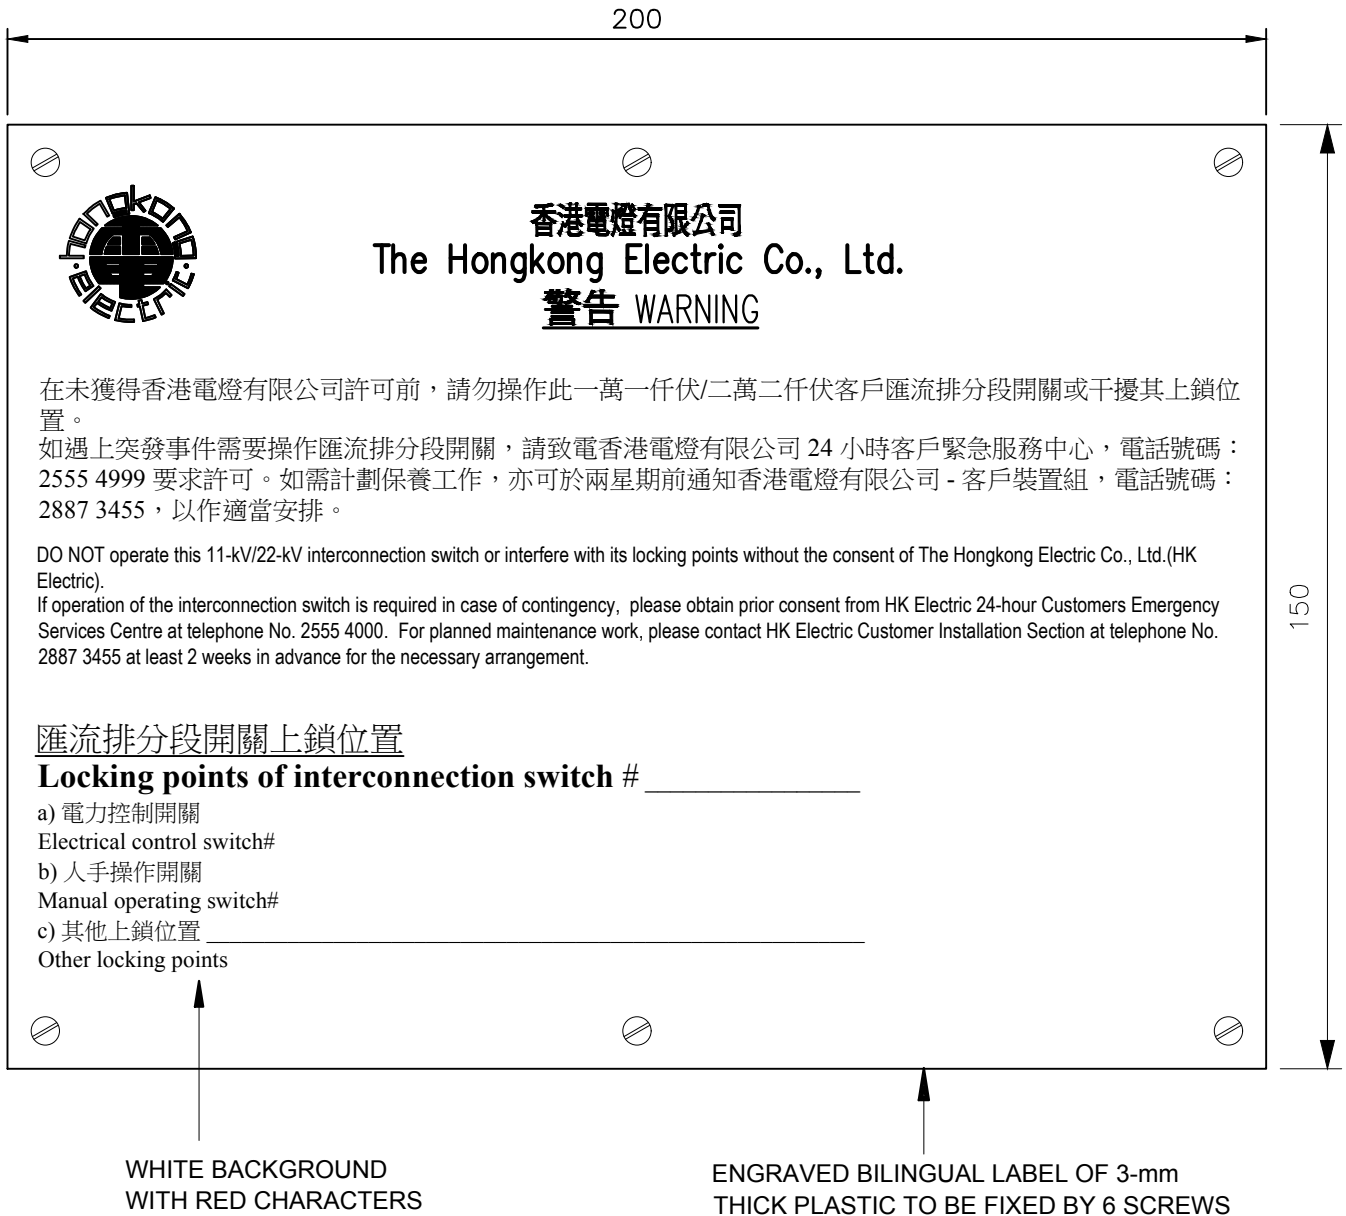 200
hongkong electric
香港電燈有限公司
The Hongkong Electric Co., Ltd.
警告 WARNING
在未獲得香港電燈有限公司許可前，請勿操作此一萬一仟伏/二萬二仟伏客戶匯流排分段開關或干擾其上鎖位
置。
如遇上突發事件需要操作匯流排分段開關，請致電香港電燈有限公司 24 小時客戶緊急服務中心，電話號碼：
2555 4999 要求許可。如需計劃保養工作，亦可於兩星期前通知香港電燈有限公司 - 客戶裝置組，電話號碼：
2887 3455，以作適當安排。
DO NOT operate this 11-kV/22-kV interconnection switch or interfere with its locking points without the consent of The Hongkong Electric Co., Ltd.(HK
Electric).
If operation of the interconnection switch is required in case of contingency, please obtain prior consent from HK Electric 24-hour Customers Emergency
Services Centre at telephone No. 2555 4000. For planned maintenance work, please contact HK Electric Customer Installation Section at telephone No.
2887 3455 at least 2 weeks in advance for the necessary arrangement.
150
匯流排分段開關上鎖位置
Locking points of interconnection switch # ______________
a) 電力控制開關
Electrical control switch#
b) 人手操作開關
Manual operating switch#
c) 其他上鎖位置 ______________________________
Other locking points
WHITE BACKGROUND
WITH RED CHARACTERS
ENGRAVED BILINGUAL LABEL OF 3-mm
THICK PLASTIC TO BE FIXED BY 6 SCREWS